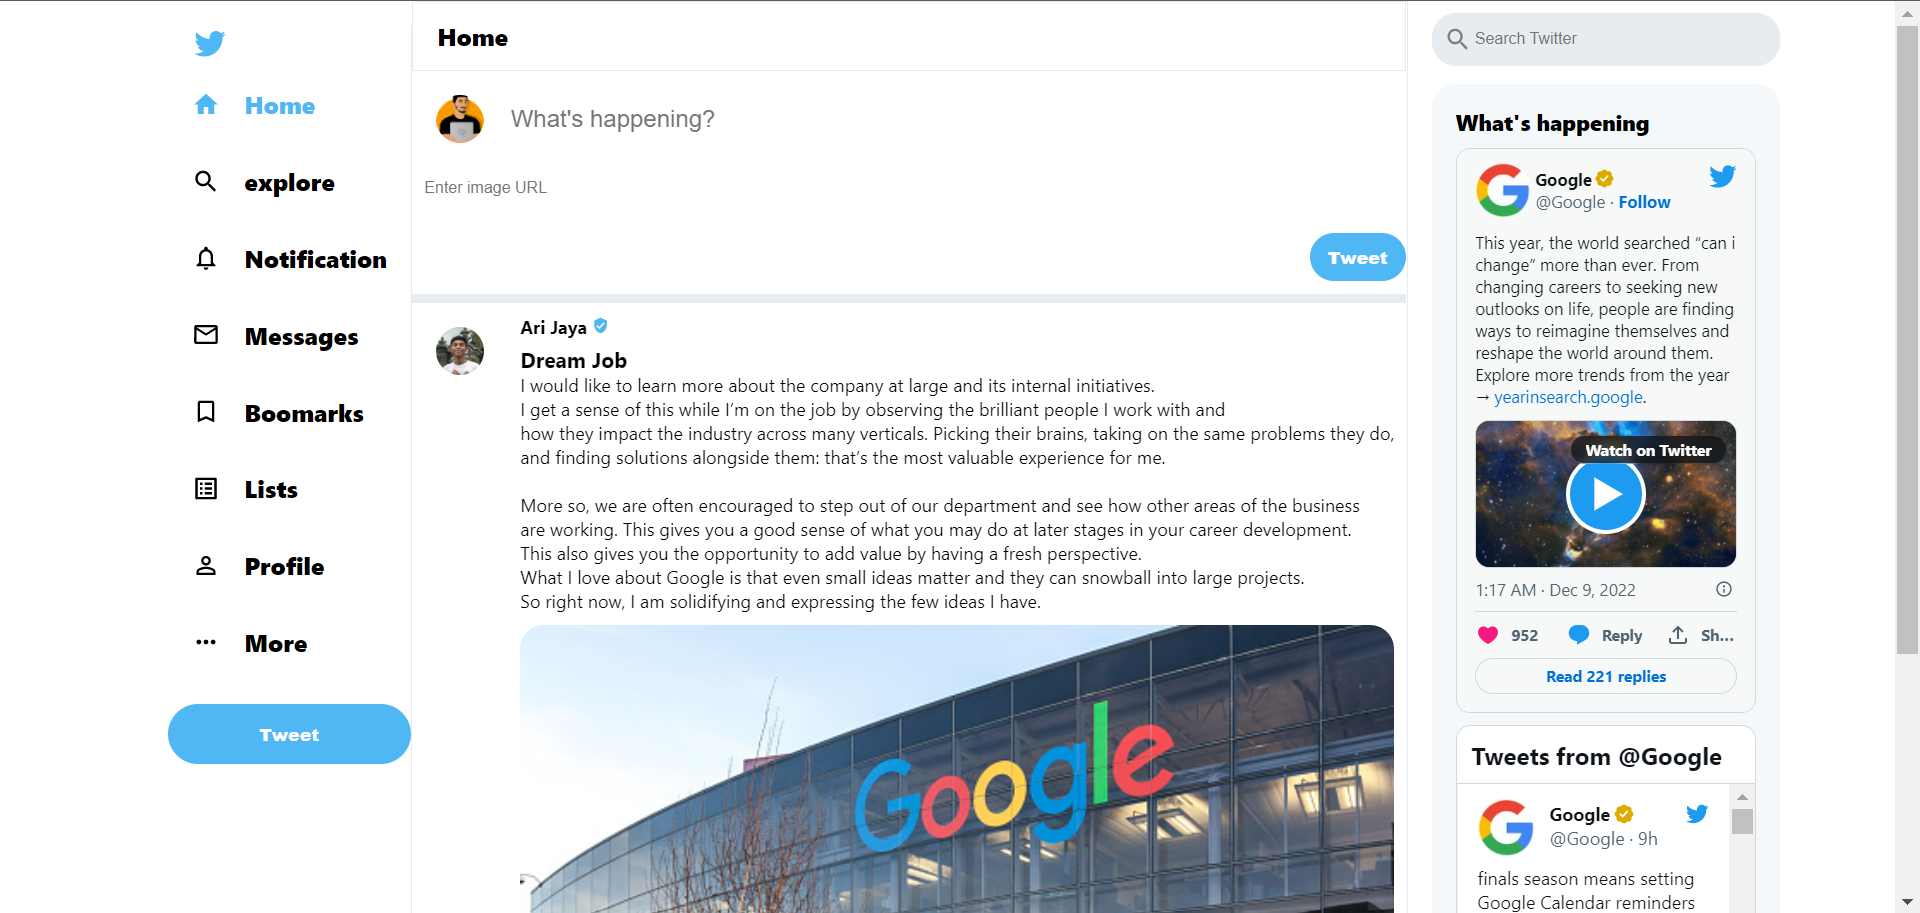 Home
explore
Notification
Messages
Boomarks
Lists
Profile
More
Tweet
Home
What's happening?
Enter image URL
Tweet
Ari Jaya
Dream Job
I would like to learn more about the company at large and its internal initiatives.
I get a sense of this while I’m on the job by observing the brilliant people I work with and
how they impact the industry across many verticals. Picking their brains, taking on the same problems they do,
and finding solutions alongside them: that’s the most valuable experience for me.
More so, we are often encouraged to step out of our department and see how other areas of the business
are working. This gives you a good sense of what you may do at later stages in your career development.
This also gives you the opportunity to add value by having a fresh perspective.
What I love about Google is that even small ideas matter and they can snowball into large projects.
So right now, I am solidifying and expressing the few ideas I have.
Google
Search Twitter
What's happening
Google
@Google · Follow
This year, the world searched “can i
change” more than ever. From
changing careers to seeking new
outlooks on life, people are finding
ways to reimagine themselves and
reshape the world around them.
Explore more trends from the year
→ yearinsearch.google.
Watch on Twitter
1:17 AM · Dec 9, 2022
952 Reply Sh...
Read 221 replies
Tweets from @Google
Google
@Google · 9h
finals season means setting
Google Calendar reminders